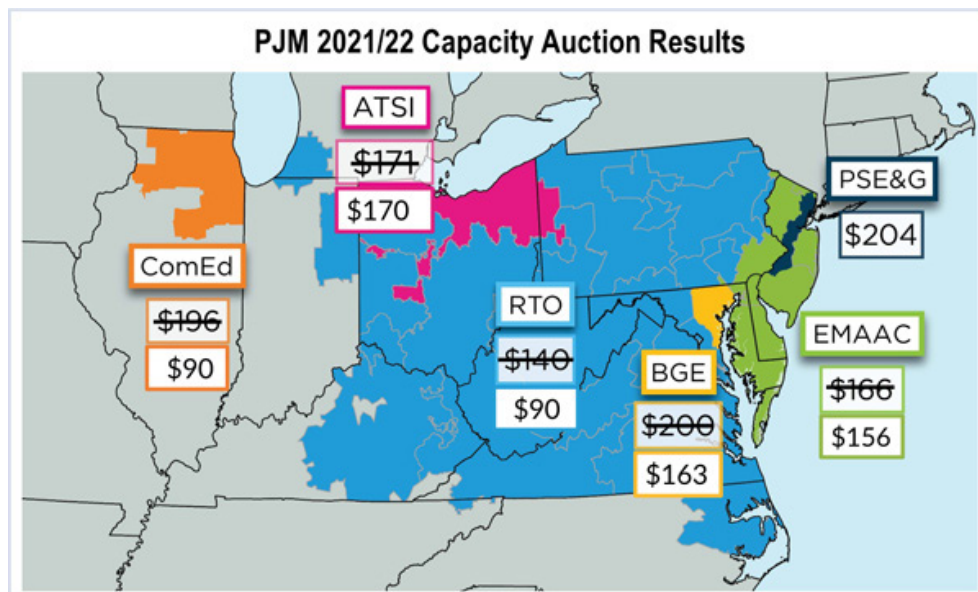 PJM 2021/22 Capacity Auction Results
ATSI
$171
$170
PSE&G
$204
ComEd
$196
$90
RTO
$140
$90
BGE
$200
$163
EMAAC
$166
$156